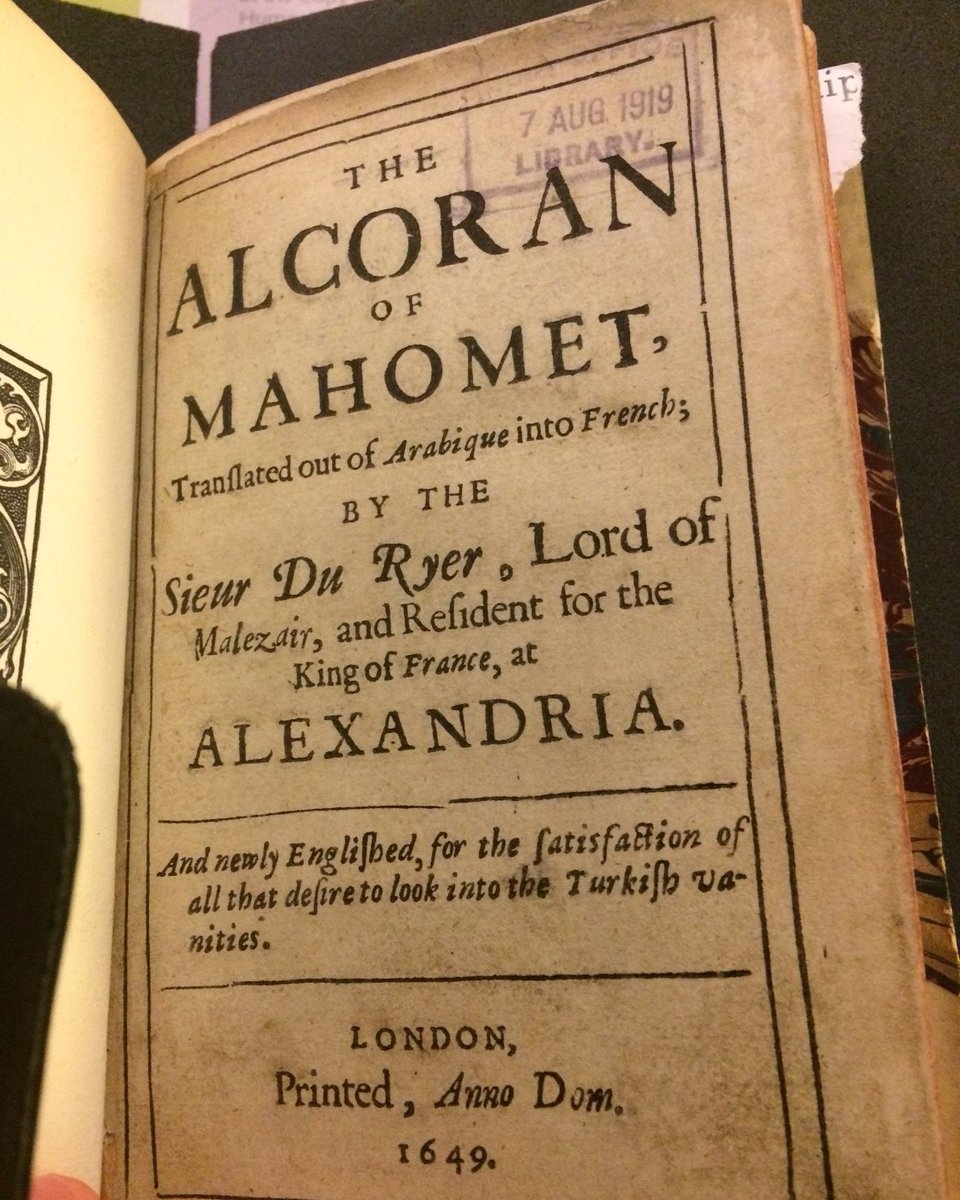 7 AUG 1919
LIBRARY.
THE
ALCORAN
OF
MAHOMET,
Tranſlated out of Arabique into French;
BY THE
Sieur Du Ryer, Lord of
Malezair, and Reſident for the
King of France, at
ALEXANDRIA.
And newly Engliſhed, for the ſatisfaction of
all that deſire to look into the Turkiſh va-
nities.
LONDON,
Printed, Anno Dom.
1649.
ip